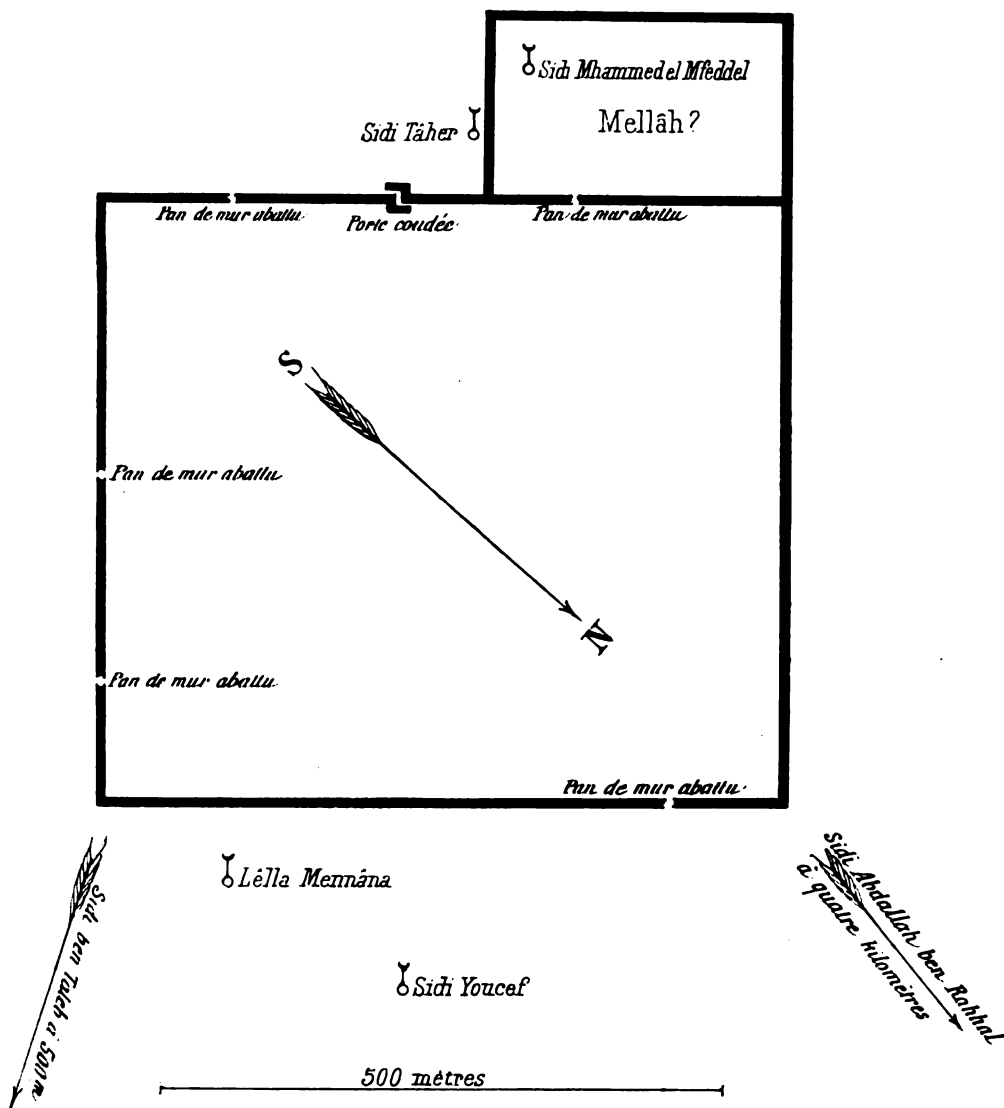 Sidi Mhammed el Mfeddel
Sidi Tâher
Mellâh?
Pan de mur abattu
Porte coudée
Pan de mur abattu
S
Pan de mur abattu
N
Pan de mur abattu
Pan de mur abattu
Lêlla Mennâna
Sidi Youcef
Sidi ben Taleb à 500m
Sidi Abdallah ben Rahhal
à quatre kilomètres
500 mètres